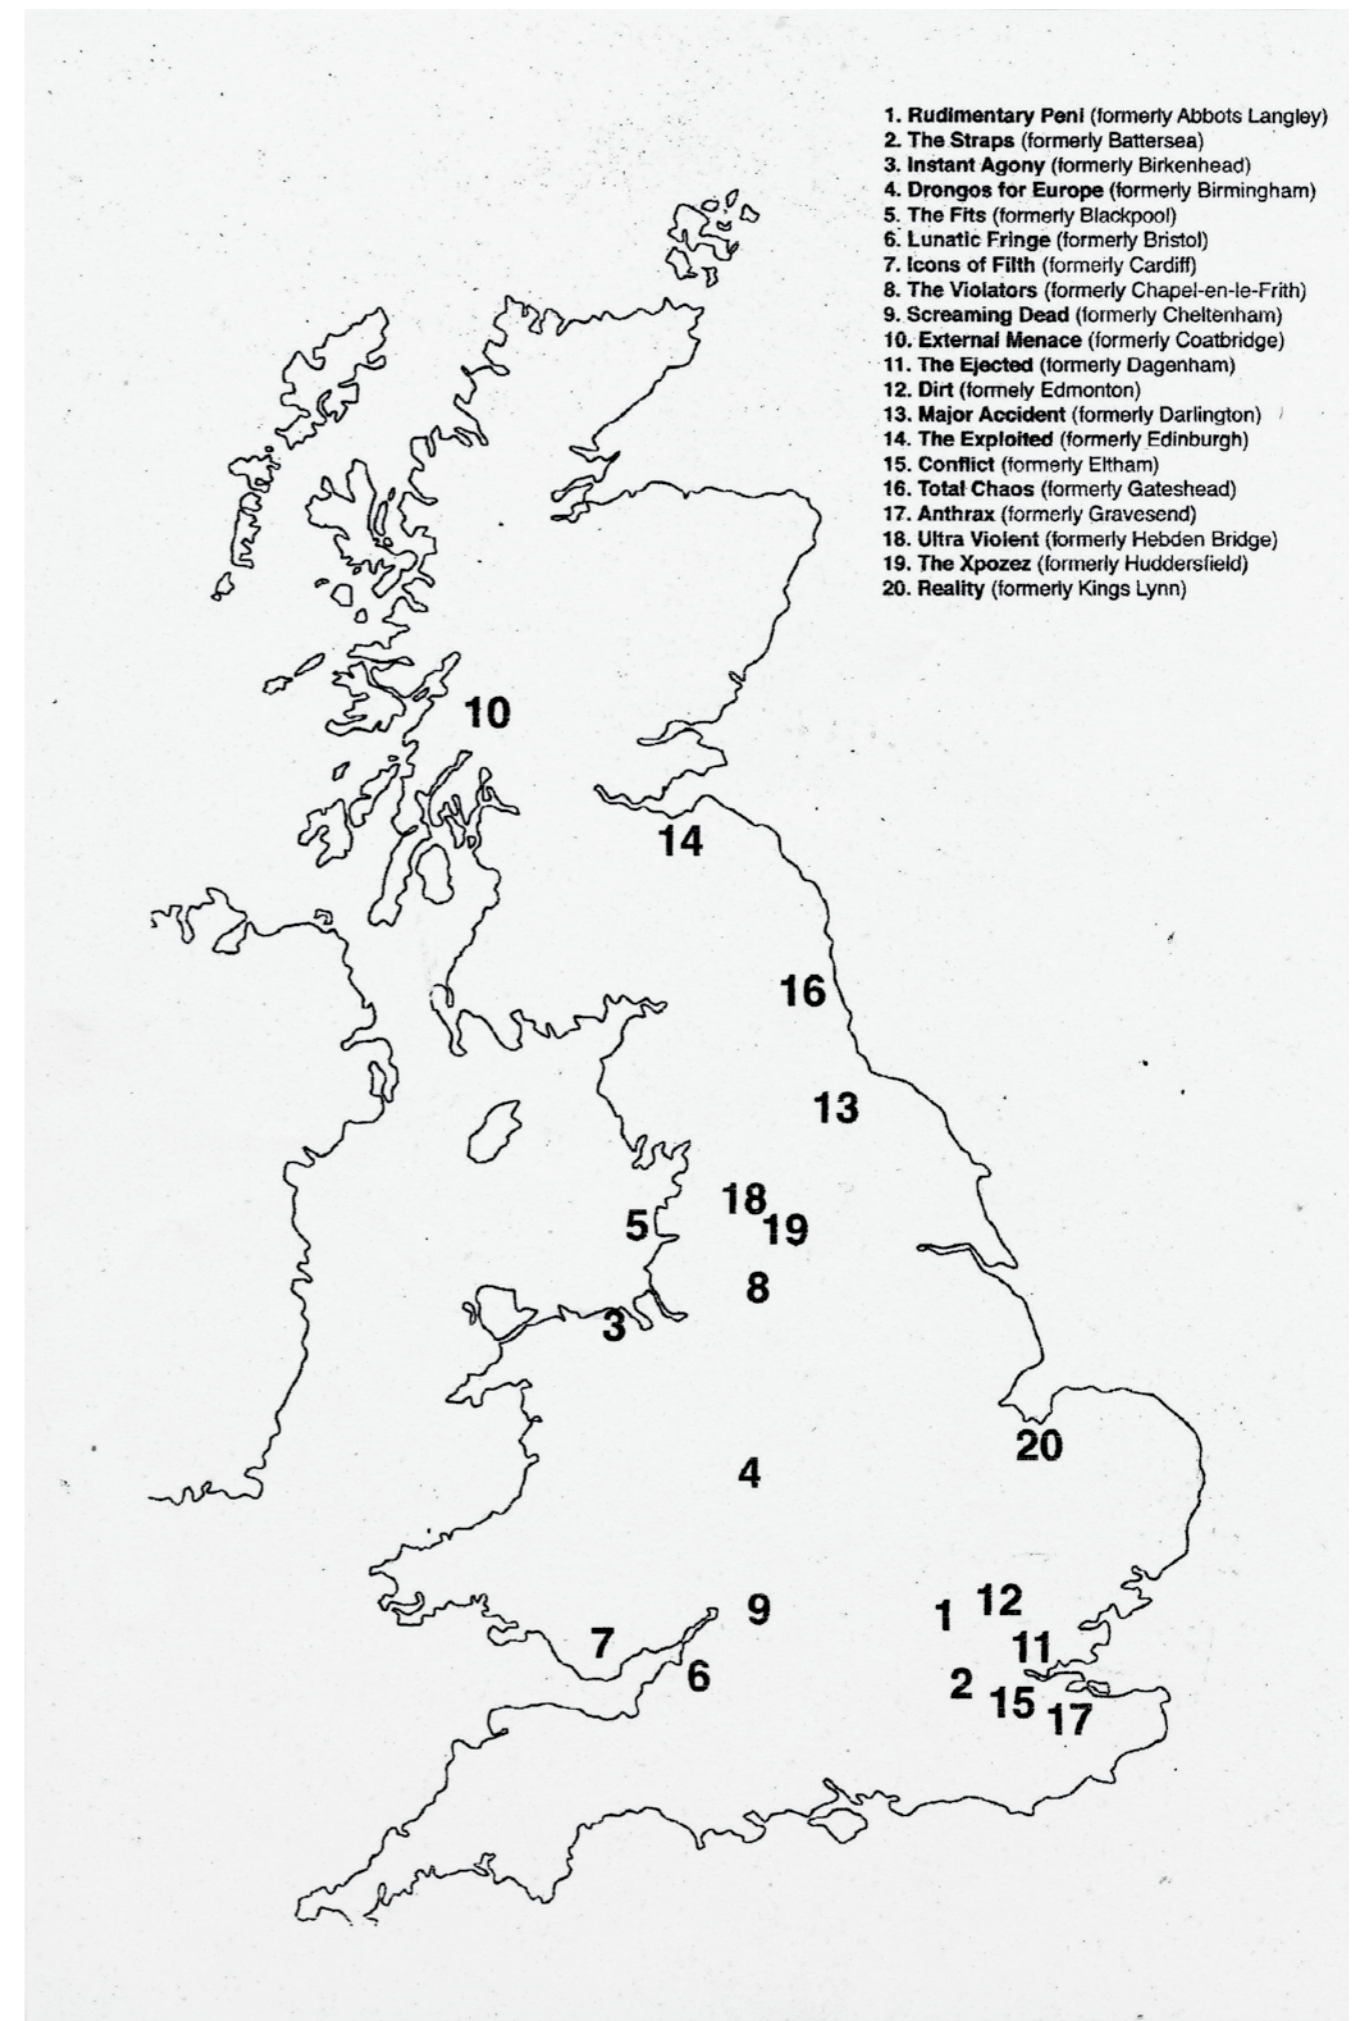 1. Rudimentary Peni (formerly Abbots Langley)
2. The Straps (formerly Battersea)
3. Instant Agony (formerly Birkenhead)
4. Drongos for Europe (formerly Birmingham)
5. The Fits (formerly Blackpool)
6. Lunatic Fringe (formerly Bristol)
7. Icons of Filth (formerly Cardiff)
8. The Violators (formerly Chapel-en-le-Frith)
9. Screaming Dead (formerly Cheltenham)
10. External Menace (formerly Coatbridge)
11. The Ejected (formerly Dagenham)
12. Dirt (formely Edmonton)
13. Major Accident (formerly Darlington)
14. The Exploited (formerly Edinburgh)
15. Conflict (formerly Eltham)
16. Total Chaos (formerly Gateshead)
17. Anthrax (formerly Gravesend)
18. Ultra Violent (formerly Hebden Bridge)
19. The Xpozez (formerly Huddersfield)
20. Reality (formerly Kings Lynn)
10
14
16
13
18
5
19
8
3
20
4
12
9
1
7
11
6
2
15
17